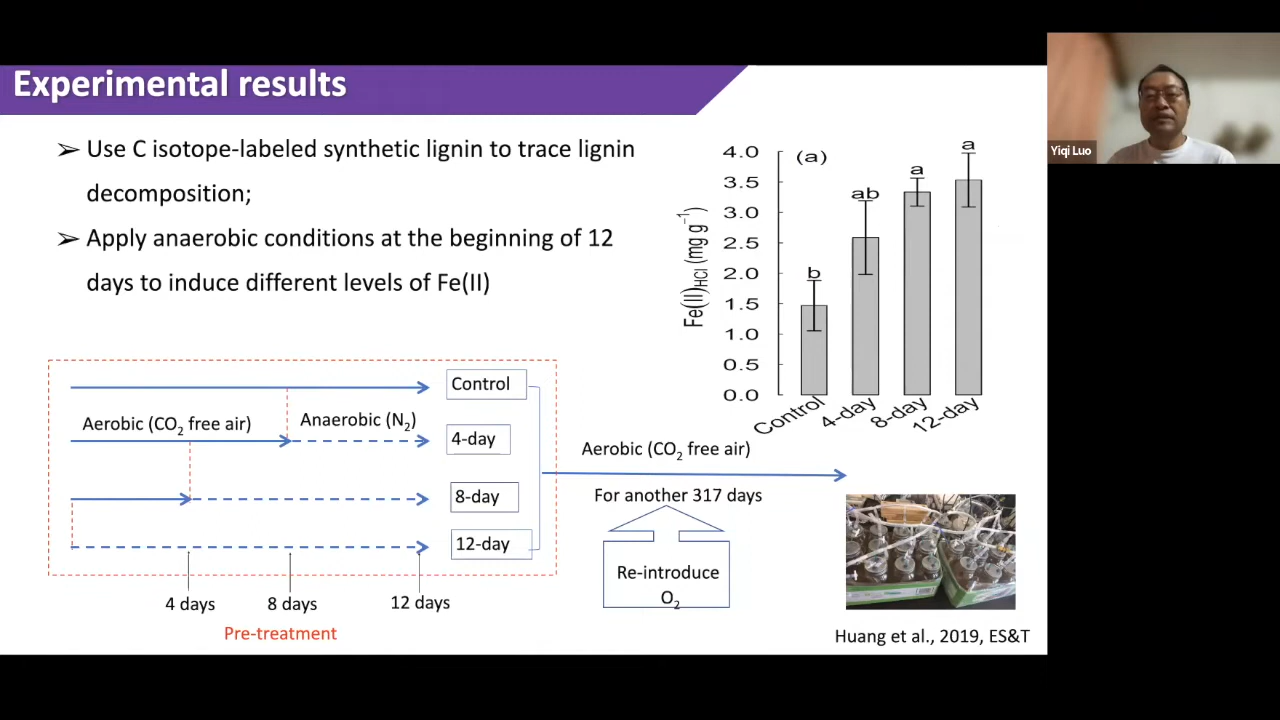 Experimental results
➢ Use C isotope-labeled synthetic lignin to trace lignin
decomposition;
➢ Apply anaerobic conditions at the beginning of 12
days to induce different levels of Fe(II)
(a)
Fe(II)HCl (mg g⁻¹)
4.0
3.5
3.0
2.5
2.0
1.5
1.0
0.5
0.0
b
ab
a
a
Control
4-day
8-day
12-day
Control
Aerobic (CO₂ free air)
Anaerobic (N₂)
4-day
8-day
12-day
4 days
8 days
12 days
Pre-treatment
Aerobic (CO₂ free air)
For another 317 days
Re-introduce
O₂
Huang et al., 2019, ES&T
Yiqi Luo